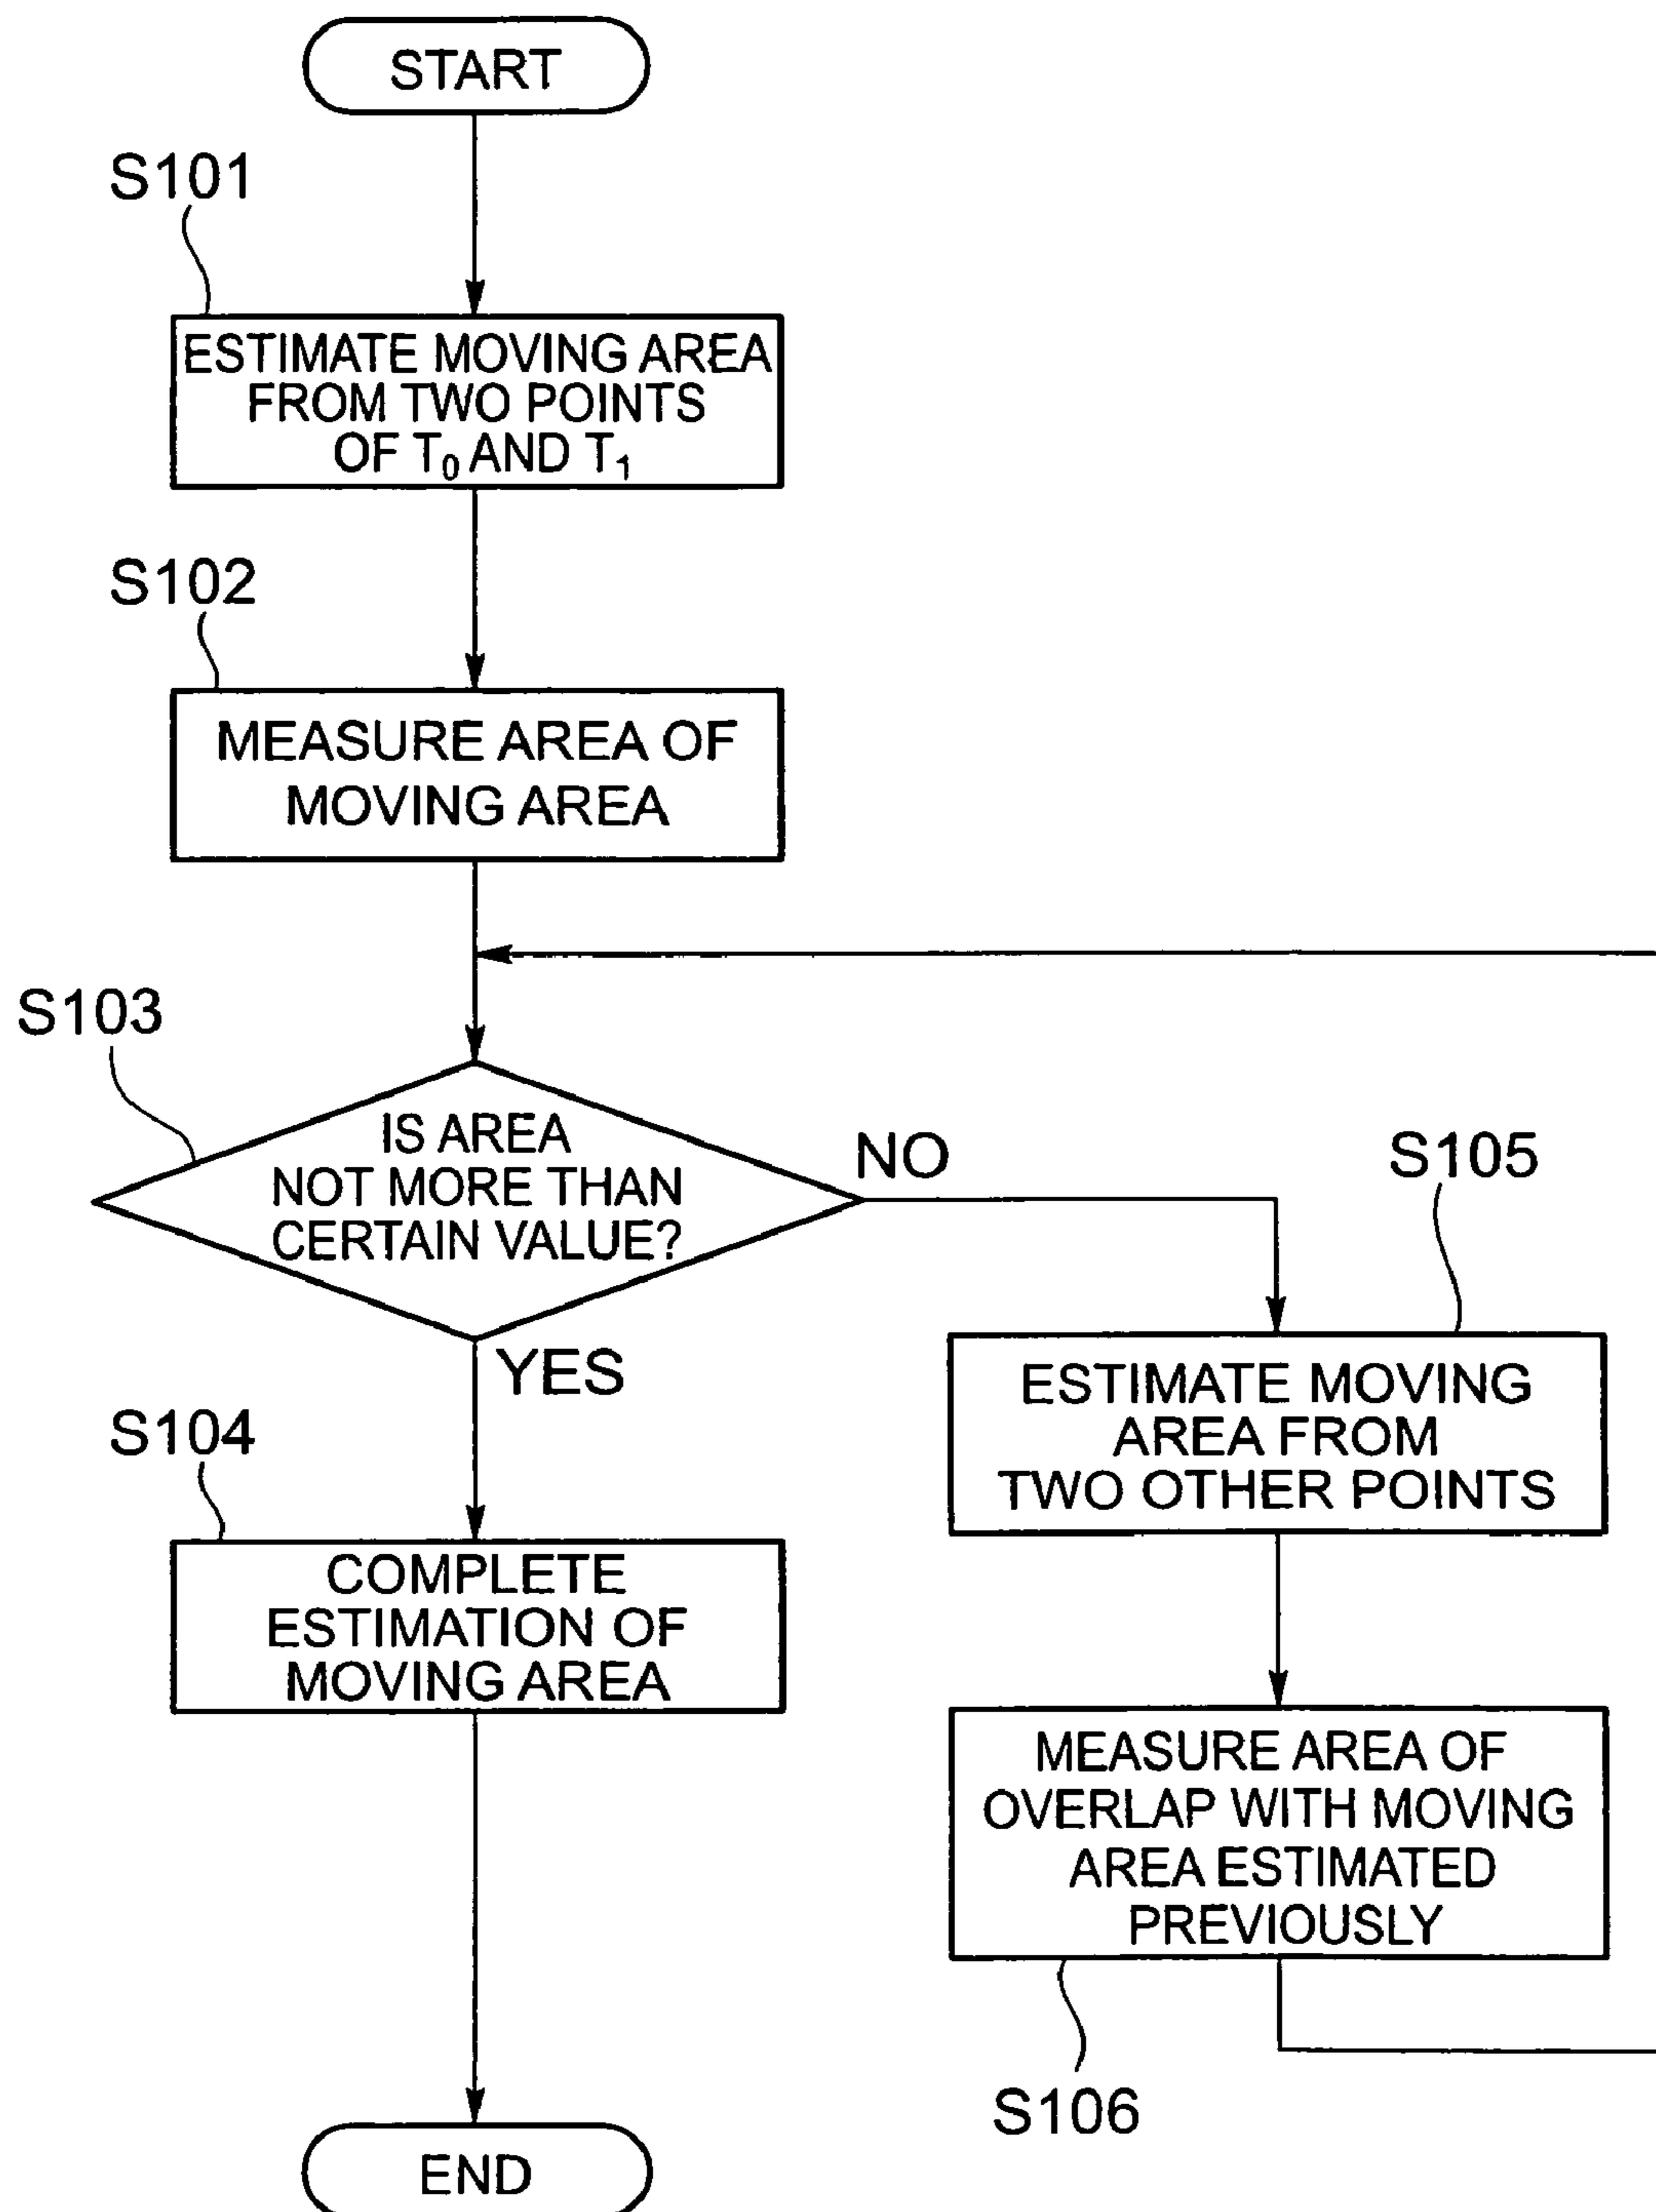 START
S101
ESTIMATE MOVING AREA
FROM TWO POINTS
OF T₀ AND T₁
S102
MEASURE AREA OF
MOVING AREA
S103
IS AREA
NOT MORE THAN
CERTAIN VALUE?
NO
YES
S104
COMPLETE
ESTIMATION OF
MOVING AREA
S105
ESTIMATE MOVING
AREA FROM
TWO OTHER POINTS
MEASURE AREA OF
OVERLAP WITH MOVING
AREA ESTIMATED
PREVIOUSLY
S106
END